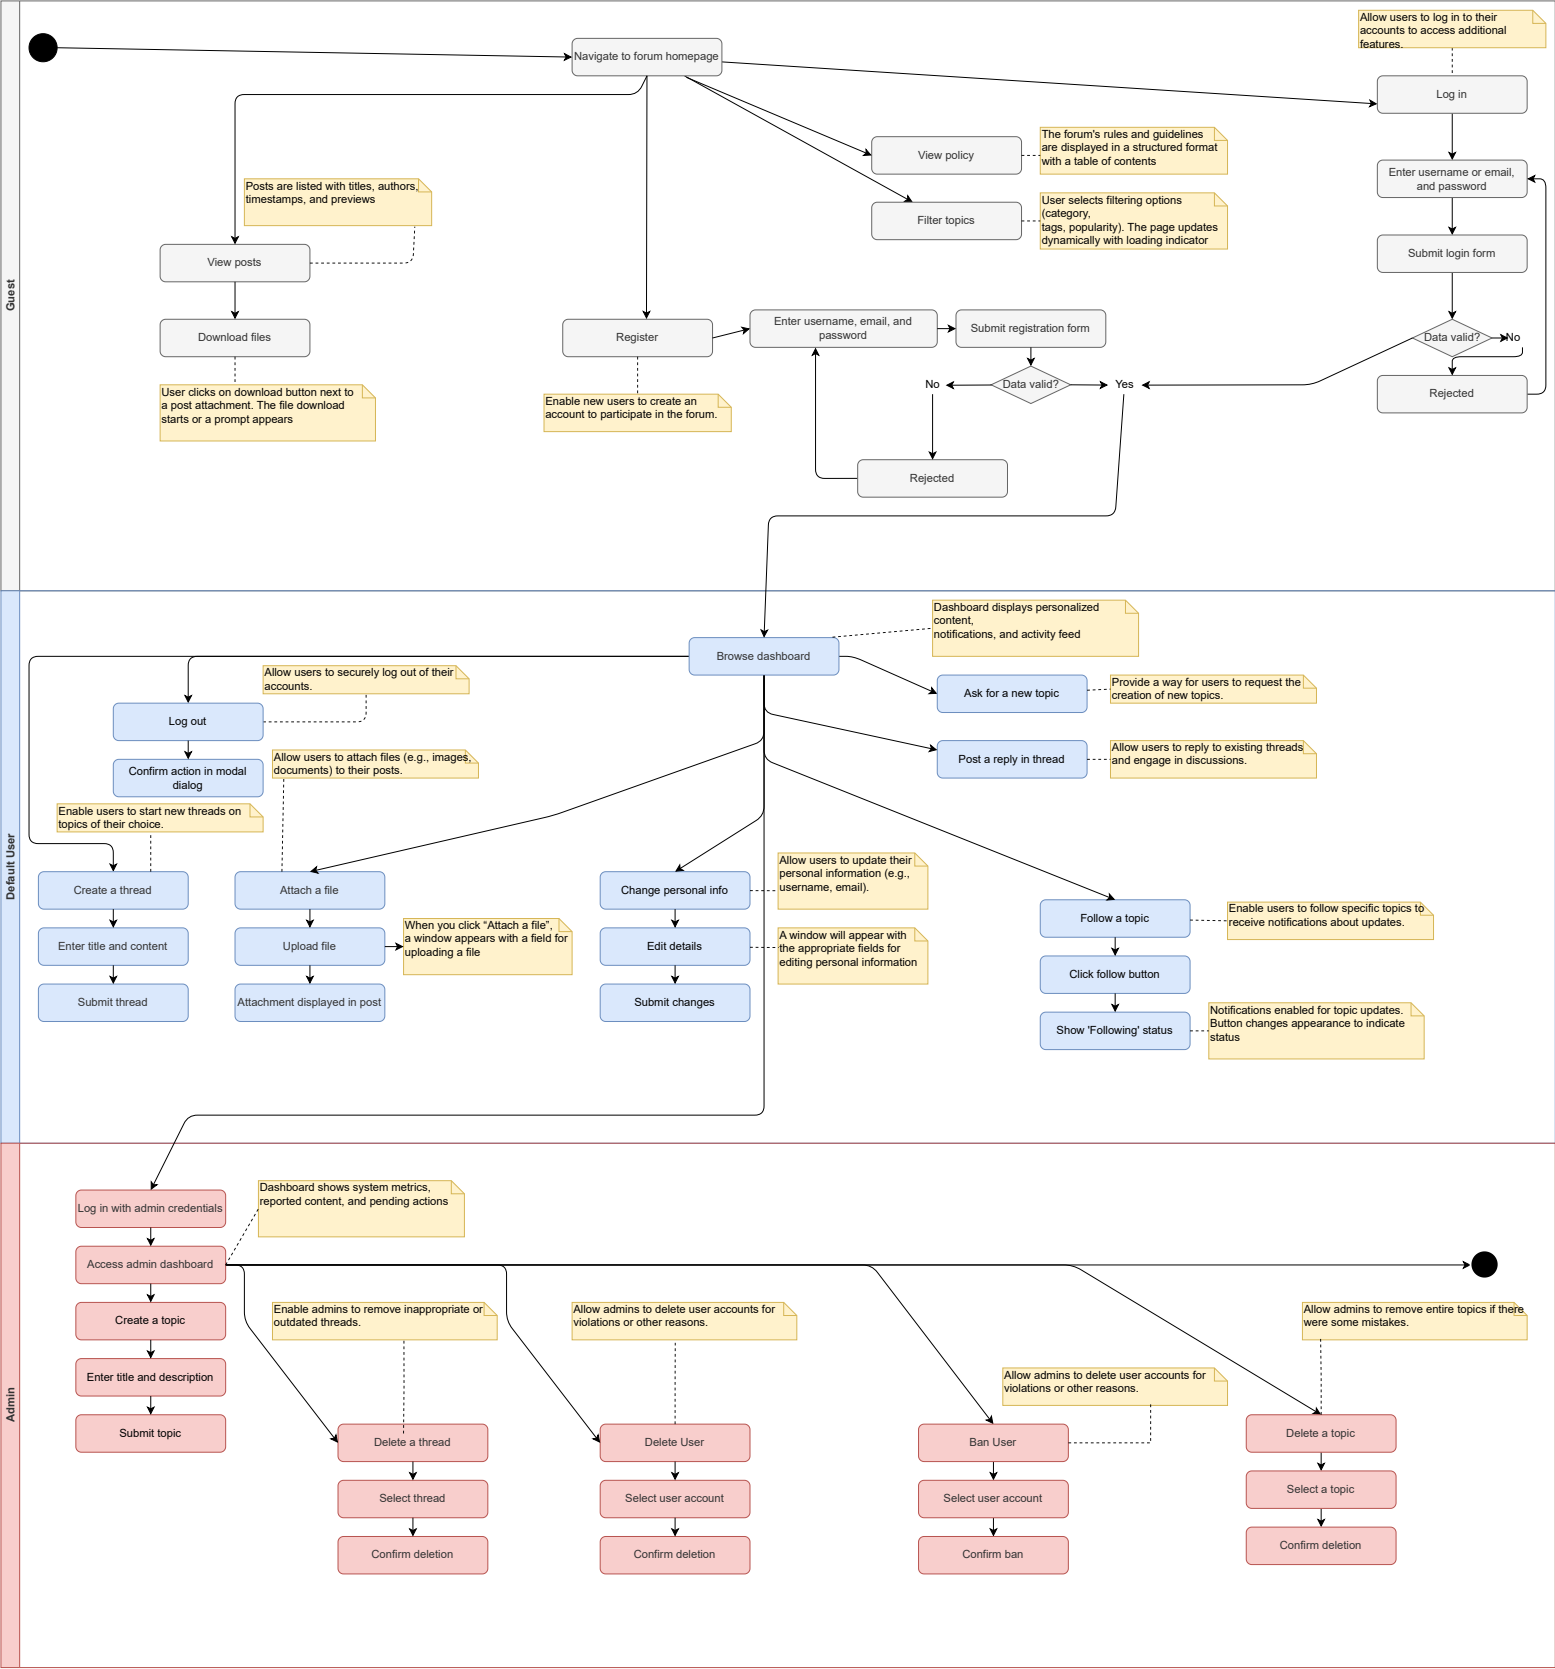 Guest
Allow users to log in to their
accounts to access additional
features.
Navigate to forum homepage
Log in
The forum's rules and guidelines
are displayed in a structured format
with a table of contents
View policy
Enter username or email,
and password
Posts are listed with titles, authors,
timestamps, and previews
User selects filtering options
(category,
tags, popularity). The page updates
dynamically with loading indicator
Filter topics
View posts
Submit login form
Download files
Register
Enter username, email, and
password
Submit registration form
Data valid?
No
User clicks on download button next to
a post attachment. The file download
starts or a prompt appears
Enable new users to create an
account to participate in the forum.
No
Data valid?
Yes
Rejected
Rejected
Default User
Dashboard displays personalized
content,
notifications, and activity feed
Browse dashboard
Allow users to securely log out of their
accounts.
Ask for a new topic
Provide a way for users to request the
creation of new topics.
Log out
Allow users to attach files (e.g., images,
documents) to their posts.
Post a reply in thread
Allow users to reply to existing threads
and engage in discussions.
Confirm action in modal
dialog
Enable users to start new threads on
topics of their choice.
Create a thread
Attach a file
Change personal info
Allow users to update their
personal information (e.g.,
username, email).
Follow a topic
Enable users to follow specific topics to
receive notifications about updates.
Enter title and content
Upload file
When you click “Attach a file”,
a window appears with a field for
uploading a file
Edit details
A window will appear with
the appropriate fields for
editing personal information
Click follow button
Submit thread
Attachment displayed in post
Submit changes
Show 'Following' status
Notifications enabled for topic updates.
Button changes appearance to indicate
status
Admin
Log in with admin credentials
Dashboard shows system metrics,
reported content, and pending actions
Access admin dashboard
Create a topic
Enable admins to remove inappropriate or
outdated threads.
Allow admins to delete user accounts for
violations or other reasons.
Allow admins to remove entire topics if there
were some mistakes.
Enter title and description
Allow admins to delete user accounts for
violations or other reasons.
Submit topic
Delete a thread
Delete User
Ban User
Delete a topic
Select thread
Select user account
Select user account
Select a topic
Confirm deletion
Confirm deletion
Confirm ban
Confirm deletion